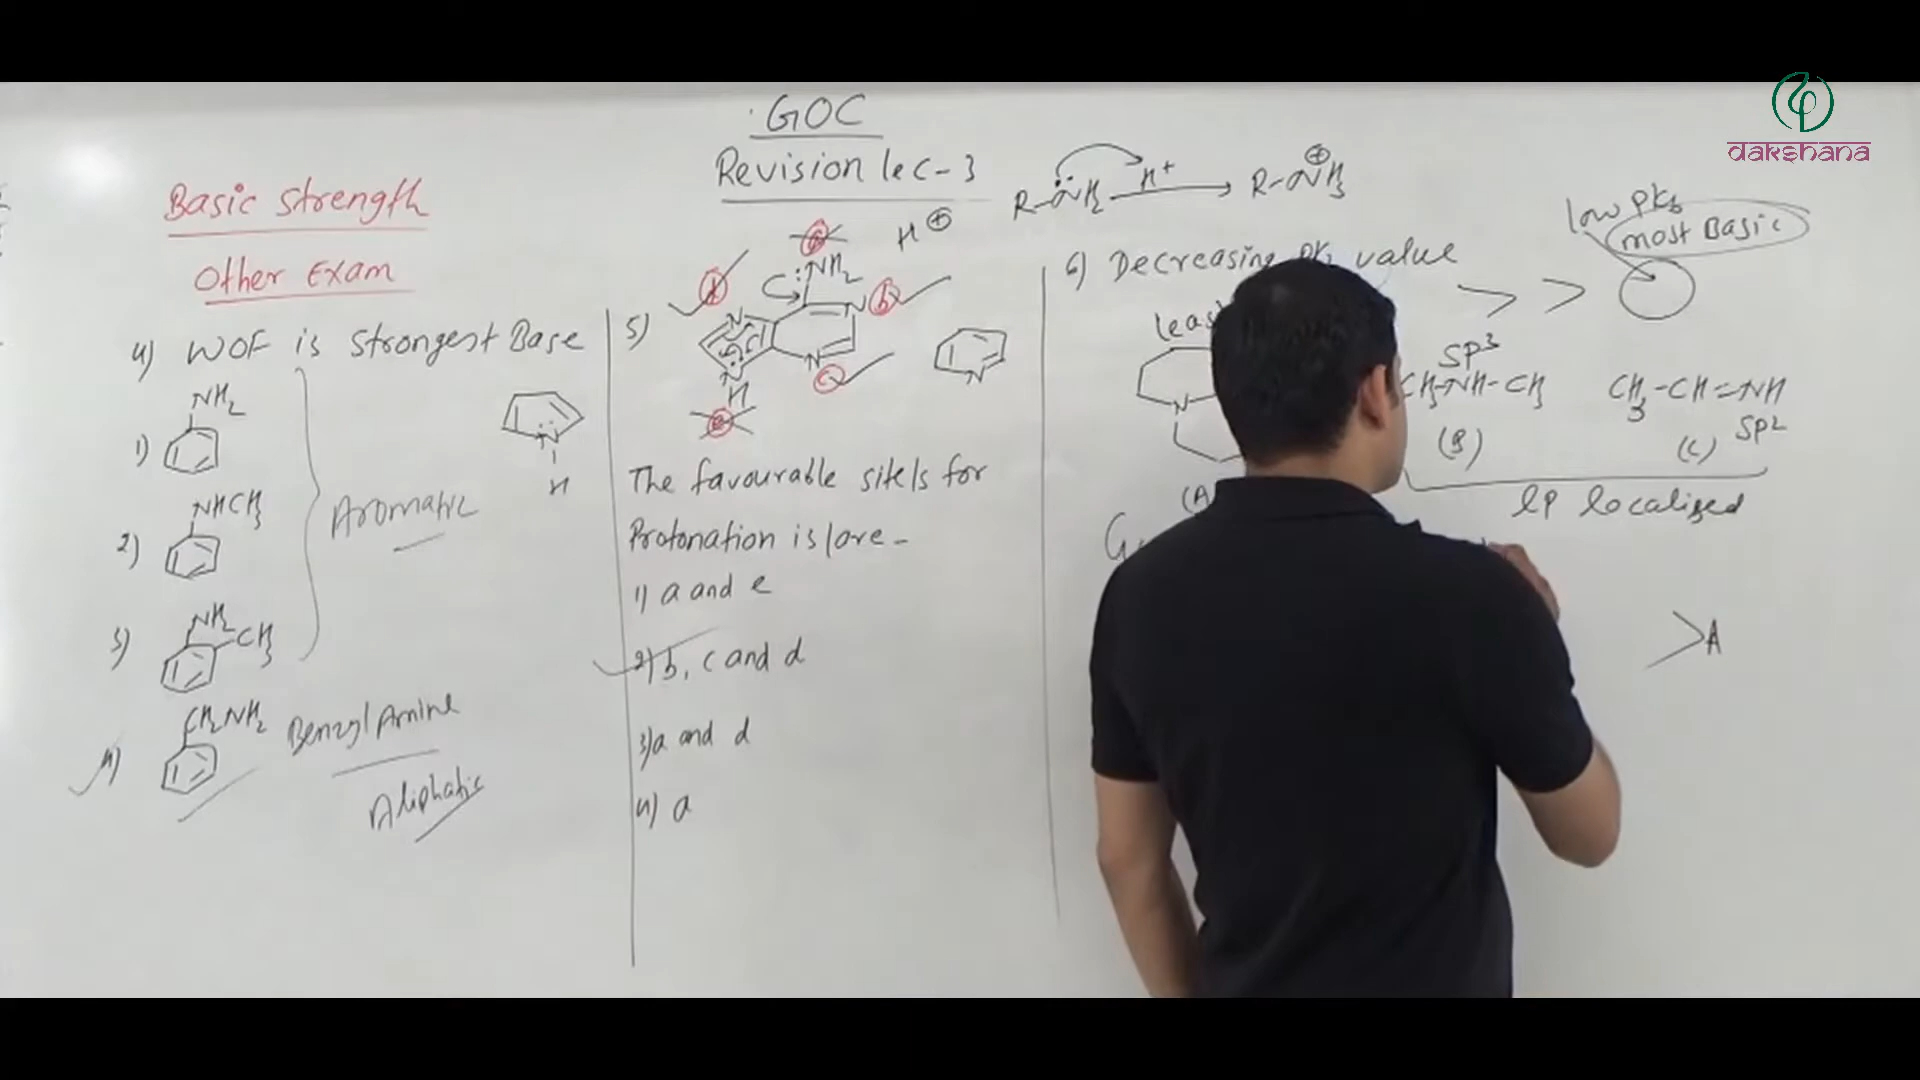 dakshana
GOC
Revision lec-3
Basic Strength
Other Exam
4) WOF is Strongest Base
1) NH2
2) NHCH3
3) NH2 CH3
4) CH2NH2
Aromatic
Benzyl Amine
Aliphatic
N
H
5)
a
H⊕
:NH2
d
b
N
N
N
N
H
c
e
N
The favourable site/s for
Protonation is/are -
1) a and e
2) b, c and d
3) a and d
4) a
R-N̈H2 H+ → R-N⊕H3
low pKb
most Basic
6) Decreasing value
> >
SP3
N
CH3-NH-CH3
CH3-CH=NH
SP2
(A
(B)
(C)
lP localized
> A